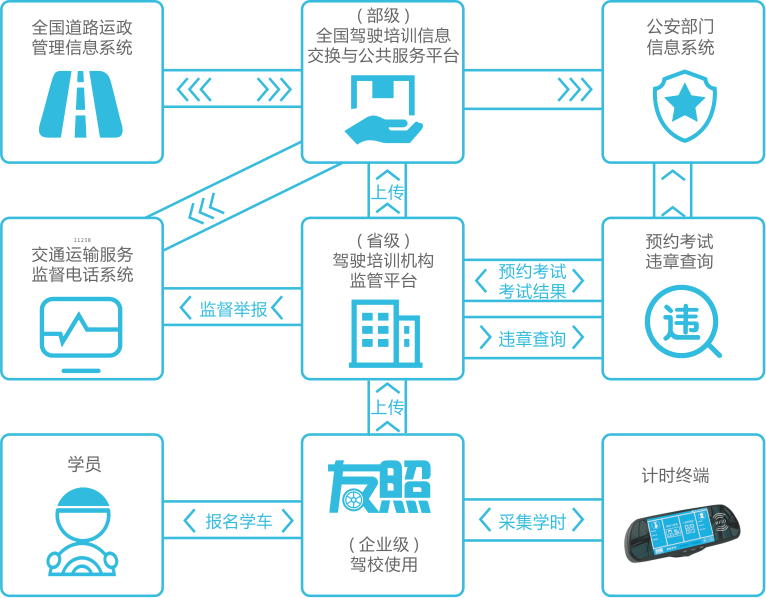 全国道路运政
管理信息系统
（部级）
全国驾驶培训信息
交换与公共服务平台
公安部门
信息系统
上传
11238
交通运输服务
监督电话系统
监督举报
（省级）
驾驶培训机构
监管平台
预约考试
考试结果
违章查询
预约考试
违章查询
违
上传
学员
报名学车
友照
（企业级）
驾校使用
采集学时
计时终端